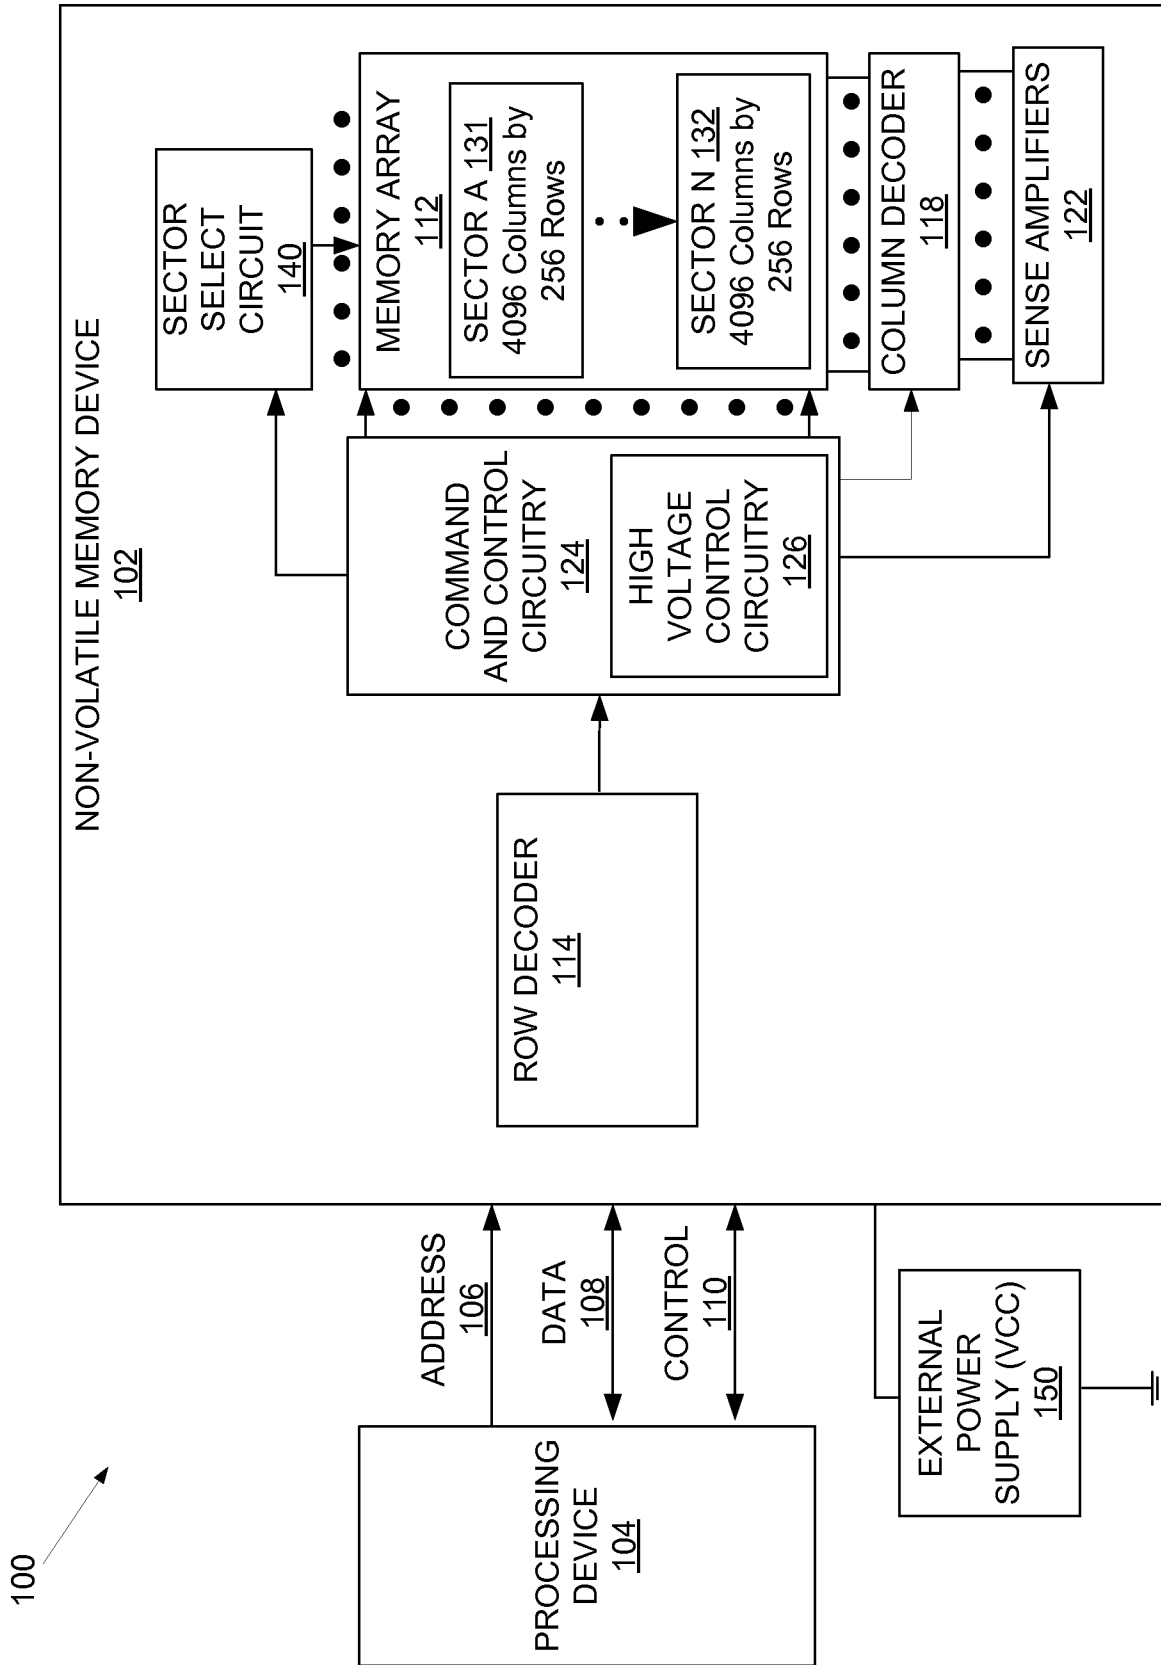 100
NON-VOLATILE MEMORY DEVICE
102
PROCESSING
DEVICE
104
ADDRESS
106
DATA
108
CONTROL
110
EXTERNAL
POWER
SUPPLY (VCC)
150
ROW DECODER
114
COMMAND
AND CONTROL
CIRCUITRY
124
HIGH
VOLTAGE
CONTROL
CIRCUITRY
126
SECTOR
SELECT
CIRCUIT
140
MEMORY ARRAY
112
SECTOR A 131
4096 Columns by
256 Rows
SECTOR N 132
4096 Columns by
256 Rows
COLUMN DECODER
118
SENSE AMPLIFIERS
122